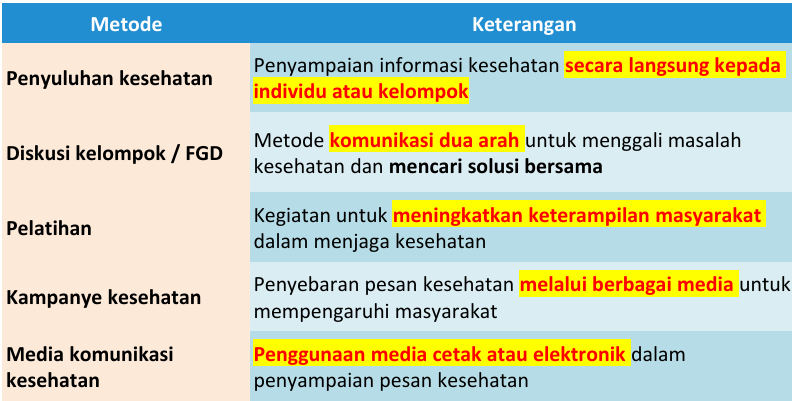 Metode
Keterangan
Penyuluhan kesehatan
Penyampaian informasi kesehatan secara langsung kepada
individu atau kelompok
Diskusi kelompok / FGD
Metode komunikasi dua arah untuk menggali masalah
kesehatan dan mencari solusi bersama
Pelatihan
Kegiatan untuk meningkatkan keterampilan masyarakat
dalam menjaga kesehatan
Kampanye kesehatan
Penyebaran pesan kesehatan melalui berbagai media untuk
mempengaruhi masyarakat
Media komunikasi
kesehatan
Penggunaan media cetak atau elektronik dalam
penyampaian pesan kesehatan